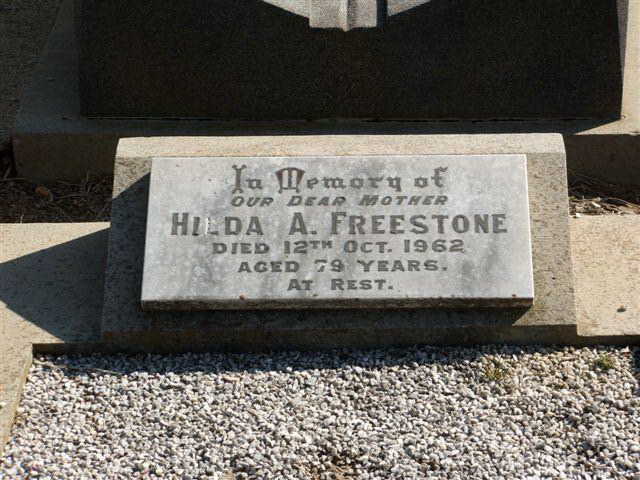 In Memory of
OUR DEAR MOTHER
HILDA A. FREESTONE
DIED 12TH OCT. 1962
AGED 79 YEARS.
AT REST.